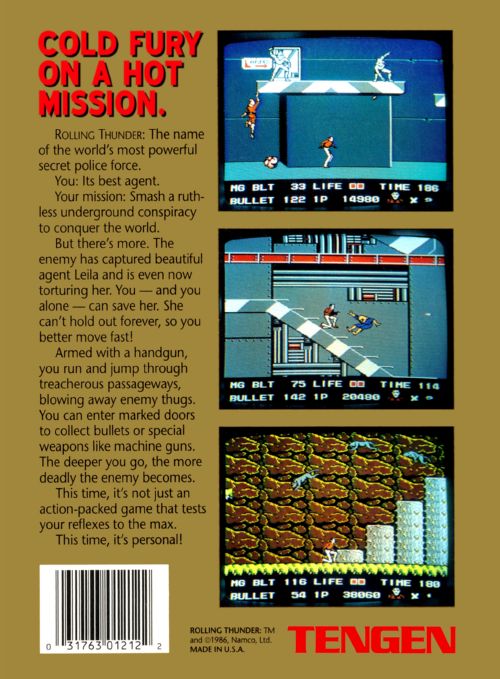 COLD FURY
ON A HOT
MISSION.
ROLLING THUNDER: The name
of the world's most powerful
secret police force.
You: Its best agent.
Your mission: Smash a ruth-
less underground conspiracy
to conquer the world.
But there's more. The
enemy has captured beautiful
agent Leila and is even now
torturing her. You — and you
alone — can save her. She
can't hold out forever, so you
better move fast!
Armed with a handgun,
you run and jump through
treacherous passageways,
blowing away enemy thugs.
You can enter marked doors
to collect bullets or special
weapons like machine guns.
The deeper you go, the more
deadly the enemy becomes.
This time, it's not just an
action-packed game that tests
your reflexes to the max.
This time, it's personal!
MG BLT 33 LIFE TIME 186
BULLET 122 1P 14980
MG BLT 75 LIFE TIME 114
BULLET 142 1P 20480
MG BLT 116 LIFE TIME 180
BULLET 54 1P 38060
0 31763 01212 2
ROLLING THUNDER: TM
and ©1986, Namco, Ltd.
MADE IN U.S.A.
TENGEN